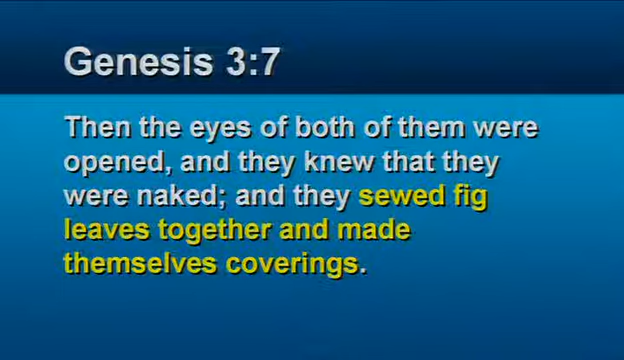 Genesis 3:7
Then the eyes of both of them were
opened, and they knew that they
were naked; and they sewed fig
leaves together and made
themselves coverings.